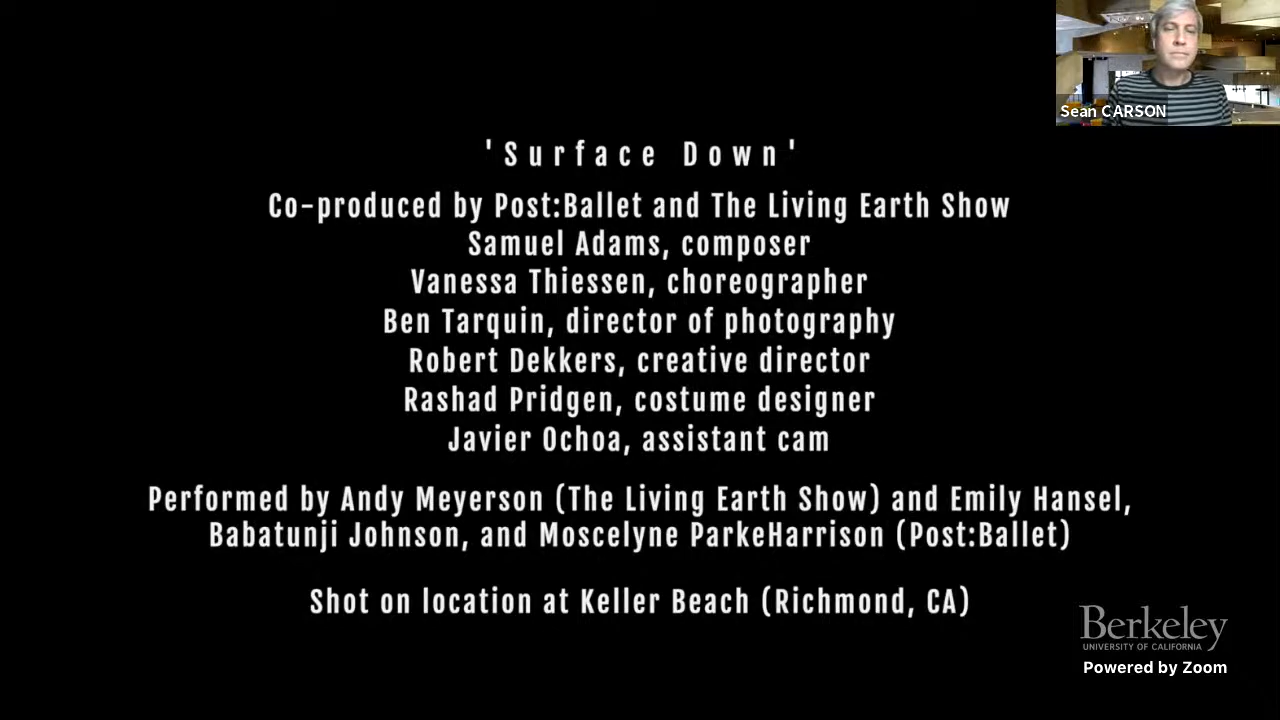 Sean CARSON
'Surface Down'
Co-produced by Post:Ballet and The Living Earth Show
Samuel Adams, composer
Vanessa Thiessen, choreographer
Ben Tarquin, director of photography
Robert Dekkers, creative director
Rashad Pridgen, costume designer
Javier Ochoa, assistant cam
Performed by Andy Meyerson (The Living Earth Show) and Emily Hansel,
Babatunji Johnson, and Moscelyne ParkeHarrison (Post:Ballet)
Shot on location at Keller Beach (Richmond, CA)
Berkeley
UNIVERSITY OF CALIFORNIA
Powered by Zoom